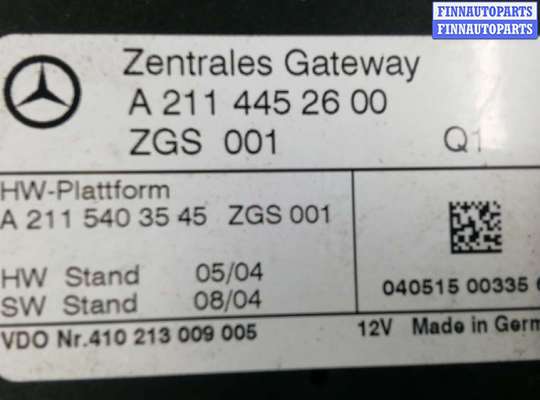 FINNAUTOPARTS
FINNAUTOPARTS
Zentrales Gateway
A 211 445 26 00
ZGS 001 Q1
HW-Plattform
A 211 540 35 45 ZGS 001
HW Stand 05/04
SW Stand 08/04
040515 00335
VDO Nr.410 213 009 005 12V Made in Germ